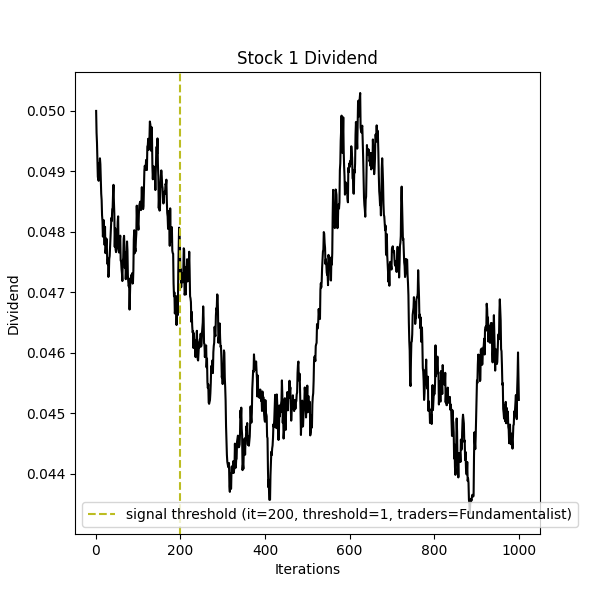 Stock 1 Dividend
0.050
0.049
0.048
0.047
0.046
0.045
0.044
Dividend
signal threshold (it=200, threshold=1, traders=Fundamentalist)
0 200 400 600 800 1000
Iterations